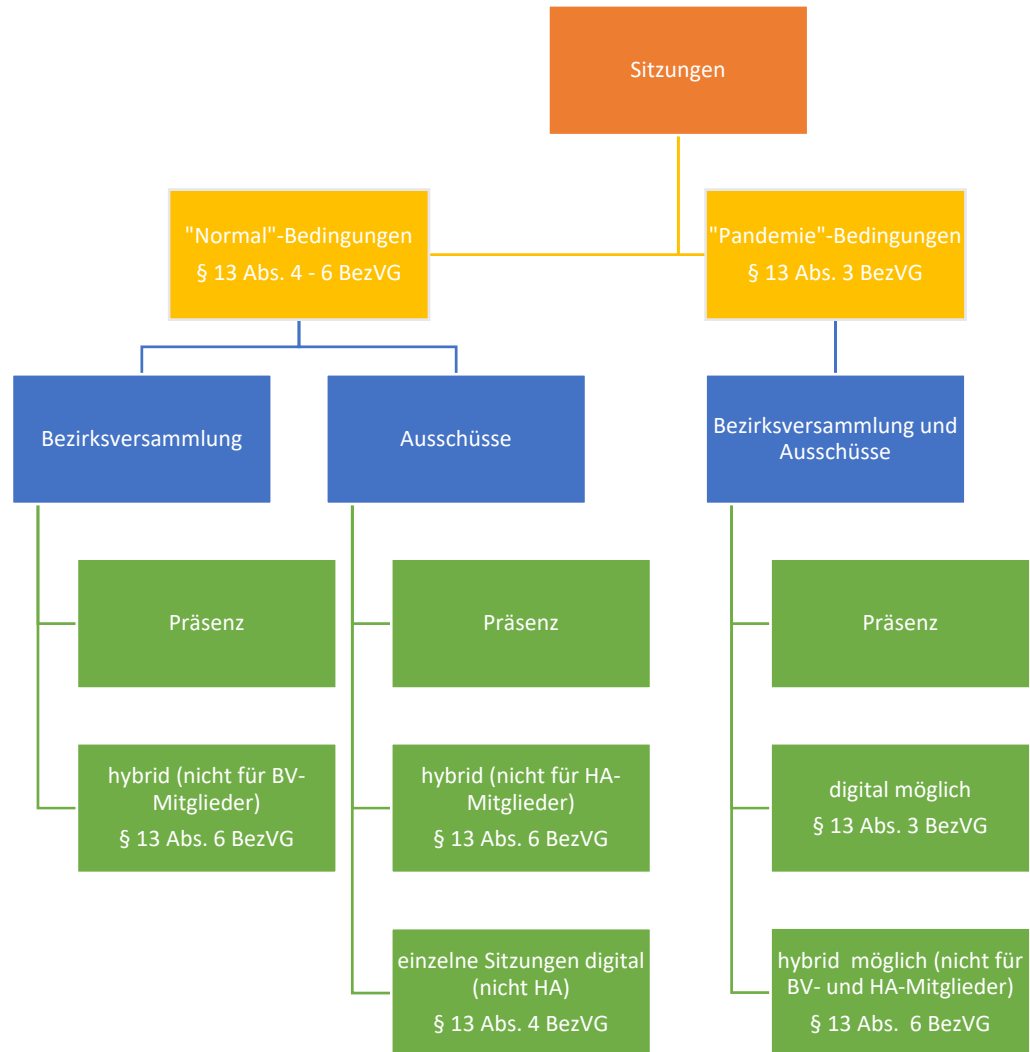 Sitzungen
"Normal"-Bedingungen
§ 13 Abs. 4 - 6 BezVG
"Pandemie"-Bedingungen
§ 13 Abs. 3 BezVG
Bezirksversammlung
Ausschüsse
Bezirksversammlung und
Ausschüsse
Präsenz
Präsenz
Präsenz
hybrid (nicht für BV-
Mitglieder)
§ 13 Abs. 6 BezVG
hybrid (nicht für HA-
Mitglieder)
§ 13 Abs. 6 BezVG
digital möglich
§ 13 Abs. 3 BezVG
einzelne Sitzungen digital
(nicht HA)
§ 13 Abs. 4 BezVG
hybrid  möglich (nicht für
BV- und HA-Mitglieder)
§ 13 Abs.  6 BezVG